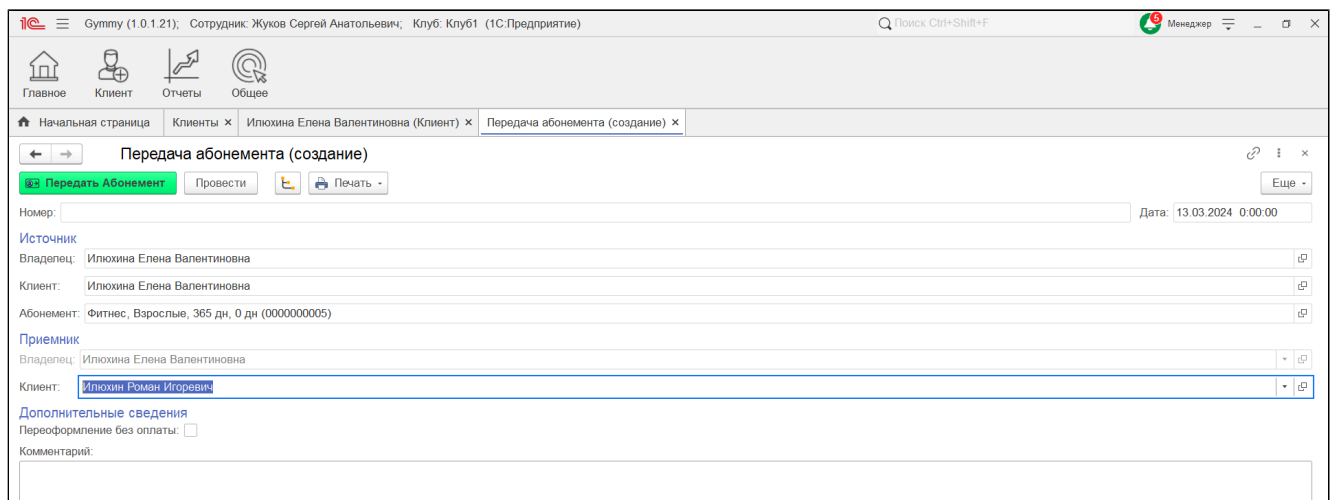 1С Gymmy (1.0.1.21); Сотрудник: Жуков Сергей Анатольевич; Клуб: Клуб1 (1С:Предприятие) Поиск Ctrl+Shift+F 5 Менеджер
Главное Клиент Отчеты Общее
Начальная страница Клиенты × Илюхина Елена Валентиновна (Клиент) × Передача абонемента (создание) ×
Передача абонемента (создание)
Передать Абонемент Провести Печать Еще
Номер: Дата: 13.03.2024 0:00:00
Источник
Владелец: Илюхина Елена Валентиновна
Клиент: Илюхина Елена Валентиновна
Абонемент: Фитнес, Взрослые, 365 дн, 0 дн (0000000005)
Приемник
Владелец: Илюхина Елена Валентиновна
Клиент: Илюхин Роман Игоревич
Дополнительные сведения
Переоформление без оплаты:
Комментарий: